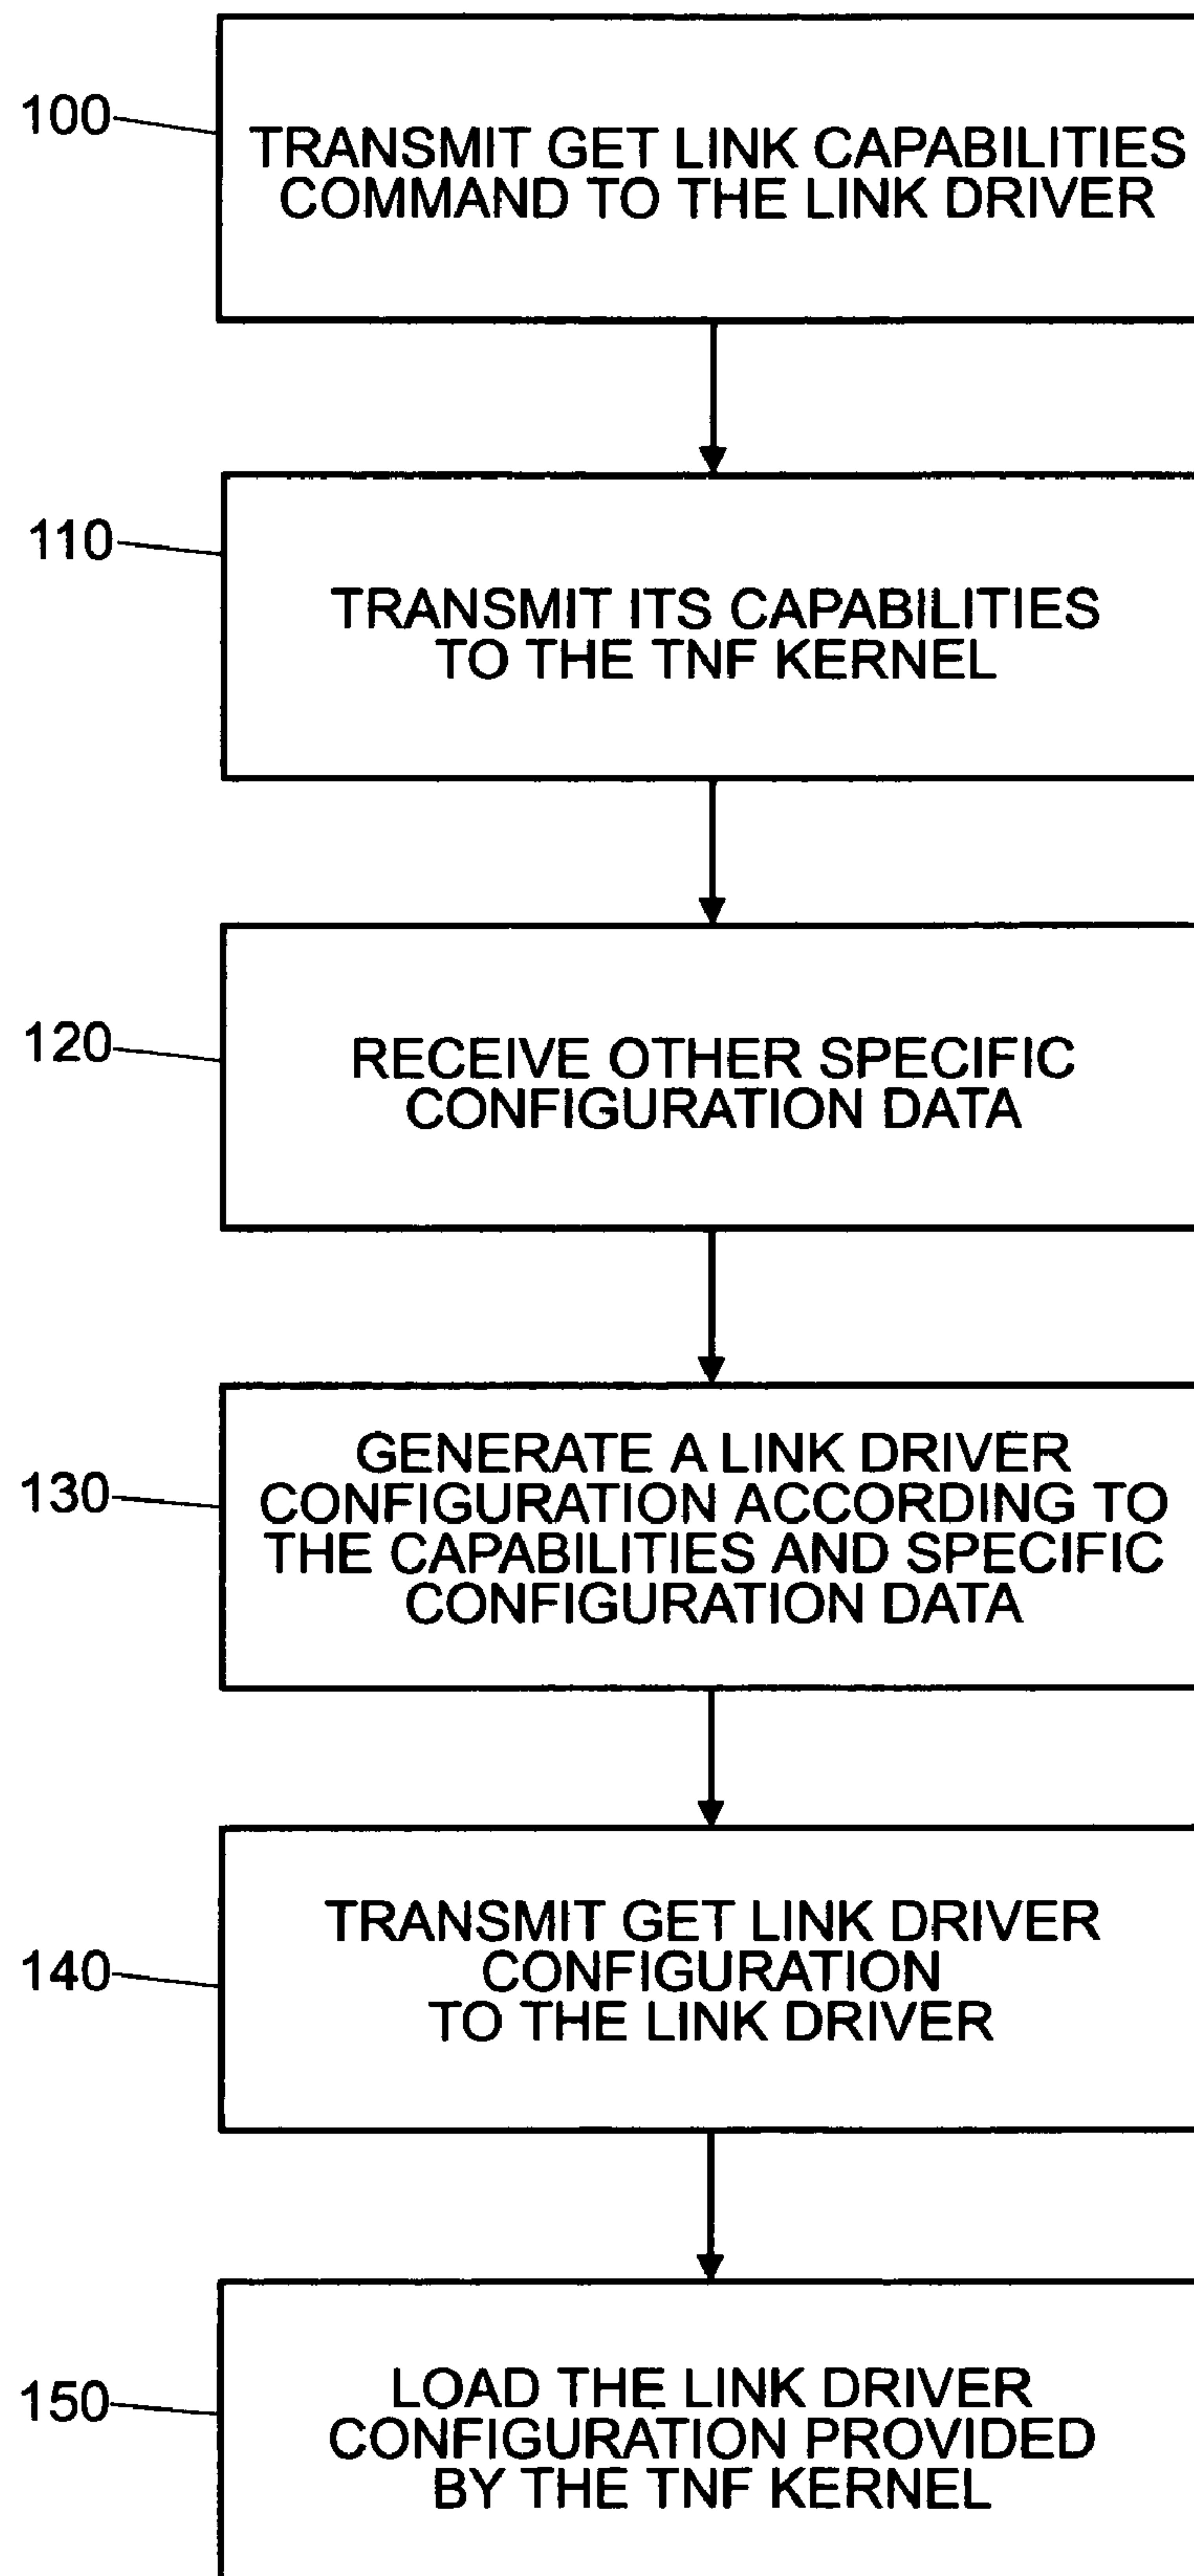 100
TRANSMIT GET LINK CAPABILITIES
COMMAND TO THE LINK DRIVER
110
TRANSMIT ITS CAPABILITIES
TO THE TNF KERNEL
120
RECEIVE OTHER SPECIFIC
CONFIGURATION DATA
130
GENERATE A LINK DRIVER
CONFIGURATION ACCORDING TO
THE CAPABILITIES AND SPECIFIC
CONFIGURATION DATA
140
TRANSMIT GET LINK DRIVER
CONFIGURATION
TO THE LINK DRIVER
150
LOAD THE LINK DRIVER
CONFIGURATION PROVIDED
BY THE TNF KERNEL